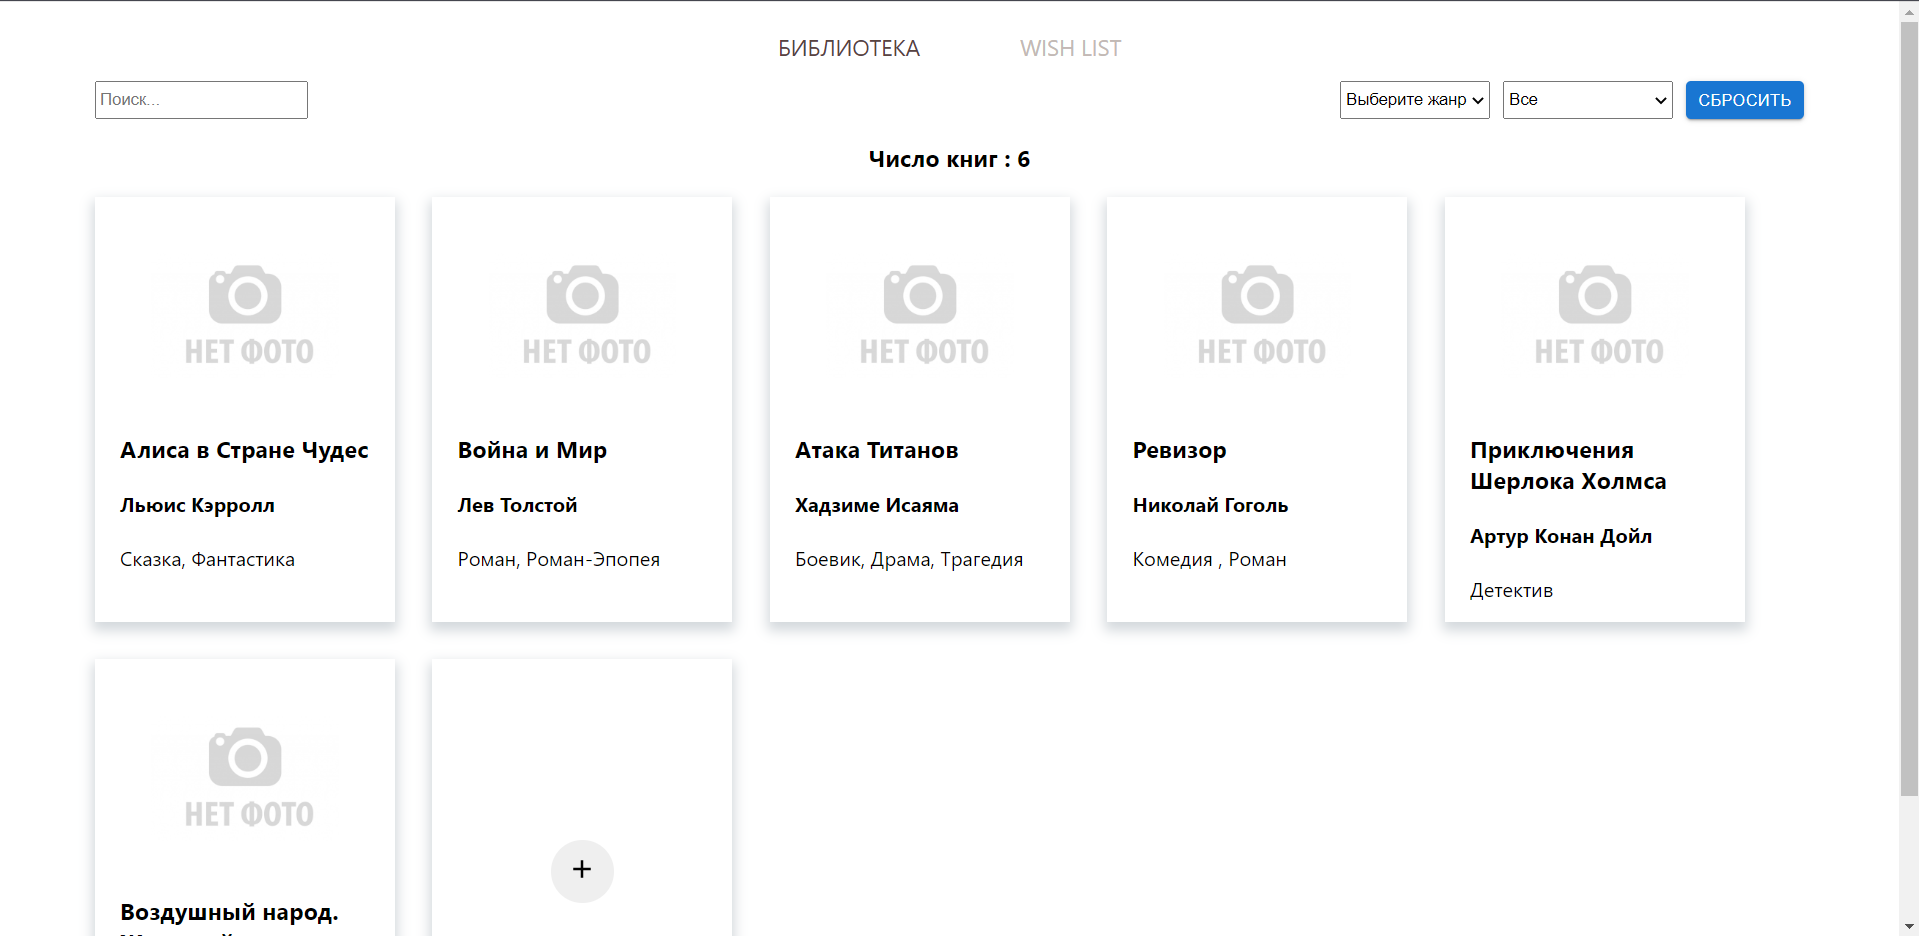 БИБЛИОТЕКА
WISH LIST
Поиск...
Выберите жанр
Все
СБРОСИТЬ
Число книг : 6
НЕТ ФОТО
Алиса в Стране Чудес
Льюис Кэрролл
Сказка, Фантастика
НЕТ ФОТО
Война и Мир
Лев Толстой
Роман, Роман-Эпопея
НЕТ ФОТО
Атака Титанов
Хадзиме Исаяма
Боевик, Драма, Трагедия
НЕТ ФОТО
Ревизор
Николай Гоголь
Комедия , Роман
НЕТ ФОТО
Приключения
Шерлока Холмса
Артур Конан Дойл
Детектив
НЕТ ФОТО
Воздушный народ.
+